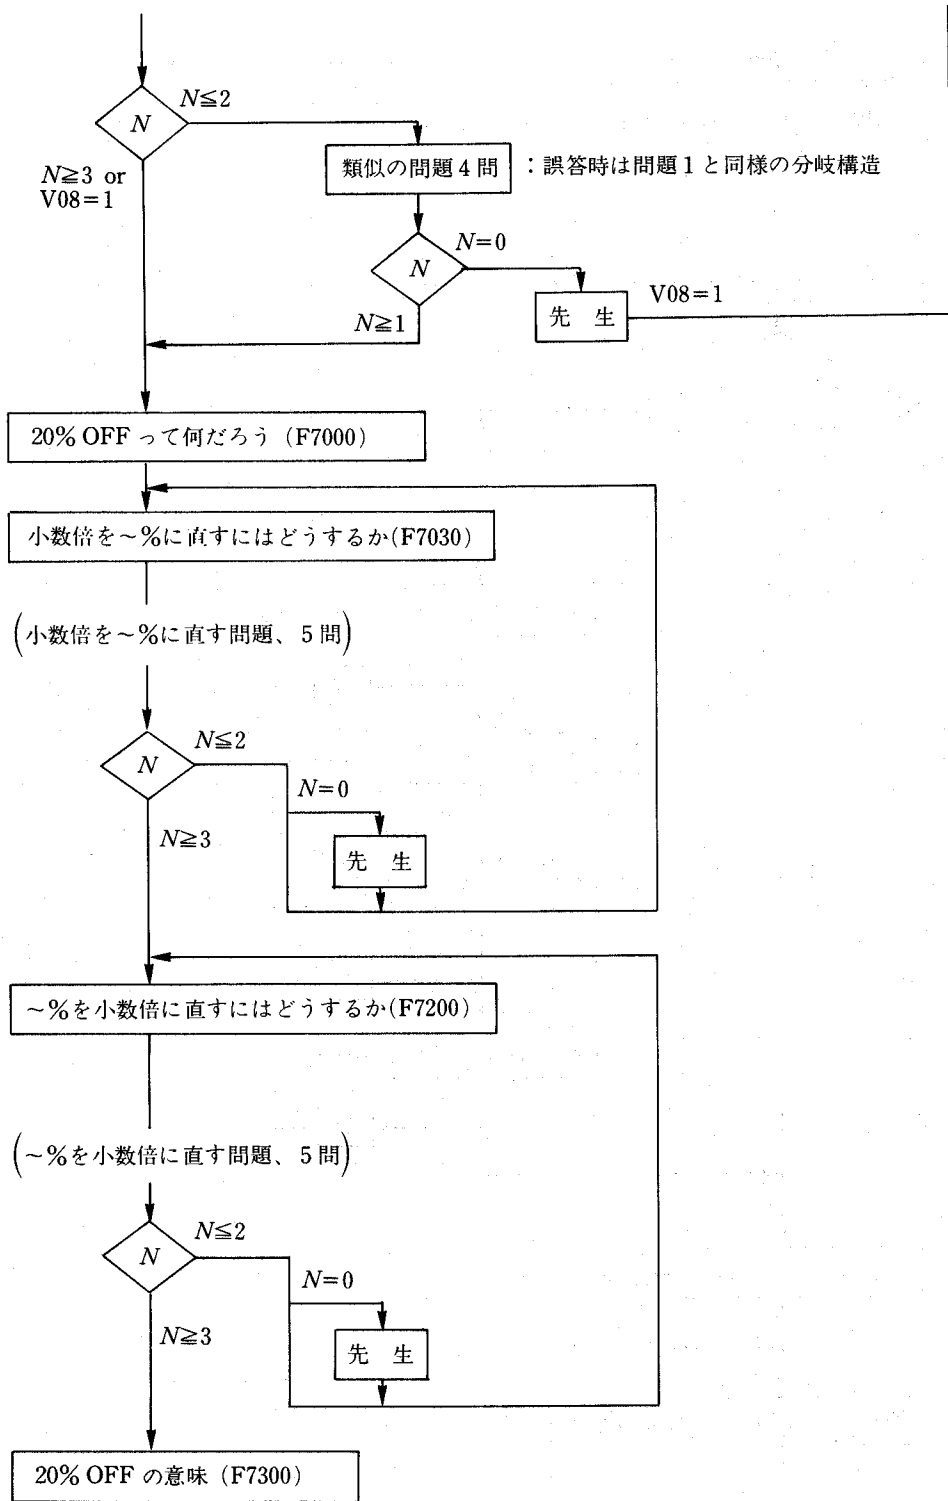 N≦2
N
類似の問題4問
：誤答時は問題1と同様の分岐構造
N≧3 or
V08=1
N=0
N
V08=1
先 生
N≧1
20% OFF って何だろう（F7000）
小数倍を～%に直すにはどうするか(F7030)
(小数倍を～%に直す問題、5問)
N≦2
N
N=0
N≧3
先 生
～%を小数倍に直すにはどうするか(F7200)
(～%を小数倍に直す問題、5問)
N≦2
N
N=0
N≧3
先 生
20% OFF の意味（F7300）